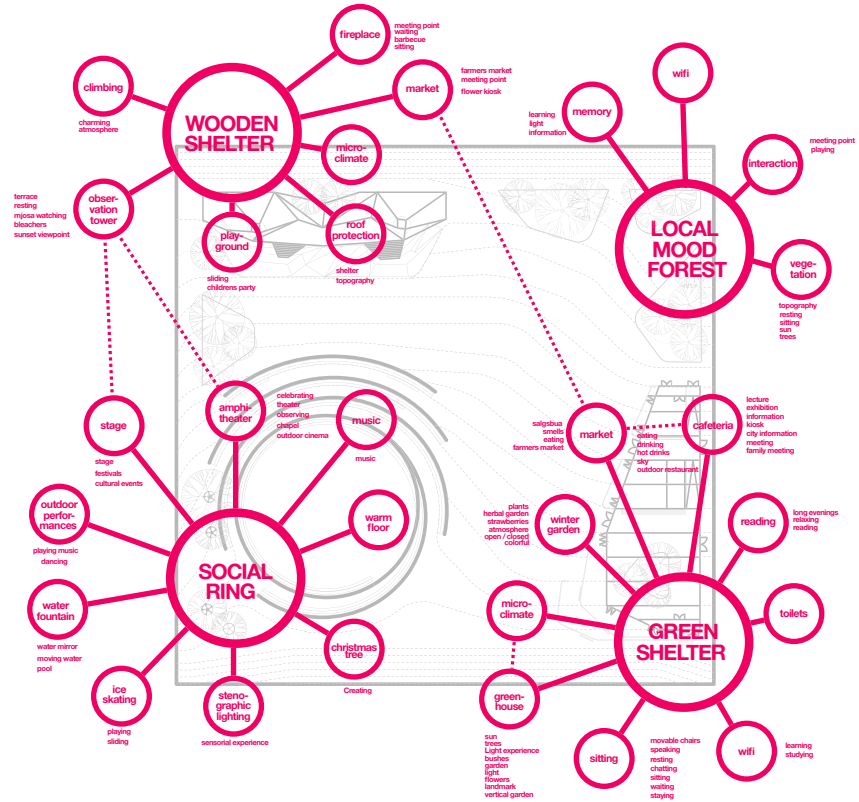 fireplace
meeting point
waiting
barbecue
sitting
climbing
charming
atmosphere
WOODEN
SHELTER
market
farmers market
meeting point
flower kiosk
micro-
climate
obser-
vation
tower
terrace
resting
mjosa watching
bleachers
sunset viewpoint
play-
ground
sliding
childrens party
roof
protection
shelter
topography
wifi
memory
learning
light
information
interaction
meeting point
playing
LOCAL
MOOD
FOREST
vege-
tation
topography
resting
sitting
sun
trees
stage
stage
festivals
cultural events
amphi-
theater
celebrating
theater
observing
chapel
outdoor cinema
music
music
outdoor
perfor-
mances
playing music
dancing
warm
floor
SOCIAL
RING
water
fountain
water mirror
moving water
pool
ice
skating
playing
sliding
steno-
graphic
lighting
sensorial experience
christmas
tree
Creating
market
salgsbua
smells
eating
farmers market
cafeteria
lecture
exhibition
information
kiosk
city information
meeting
family meeting
eating
drinking
hot drinks
sky
outdoor restaurant
winter
garden
plants
herbal garden
strawberries
atmosphere
open / closed
colorful
reading
long evenings
relaxing
reading
micro-
climate
toilets
GREEN
SHELTER
green-
house
sun
trees
Light experience
bushes
garden
light
flowers
landmark
vertical garden
sitting
movable chairs
speaking
resting
chatting
sitting
waiting
staying
wifi
learning
studying